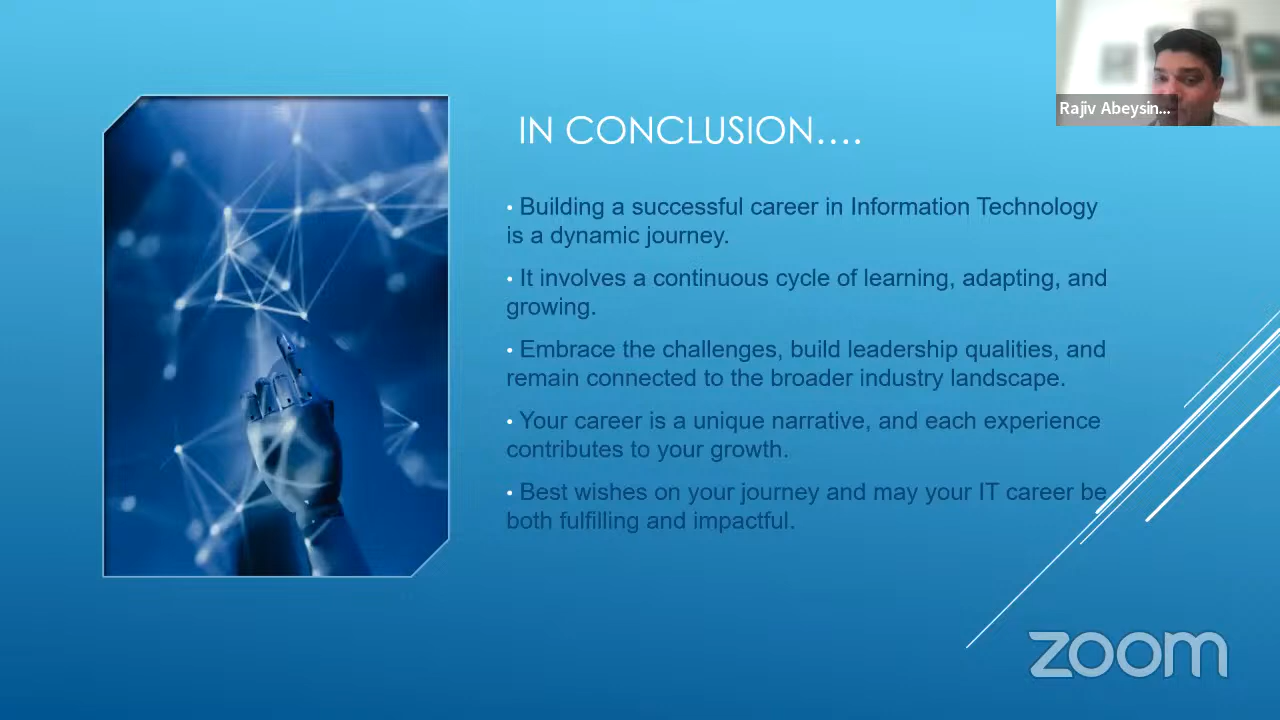 Rajiv Abeysin...
IN CONCLUSION....
• Building a successful career in Information Technology
is a dynamic journey.
• It involves a continuous cycle of learning, adapting, and
growing.
• Embrace the challenges, build leadership qualities, and
remain connected to the broader industry landscape.
• Your career is a unique narrative, and each experience
contributes to your growth.
• Best wishes on your journey and may your IT career be
both fulfilling and impactful.
zoom